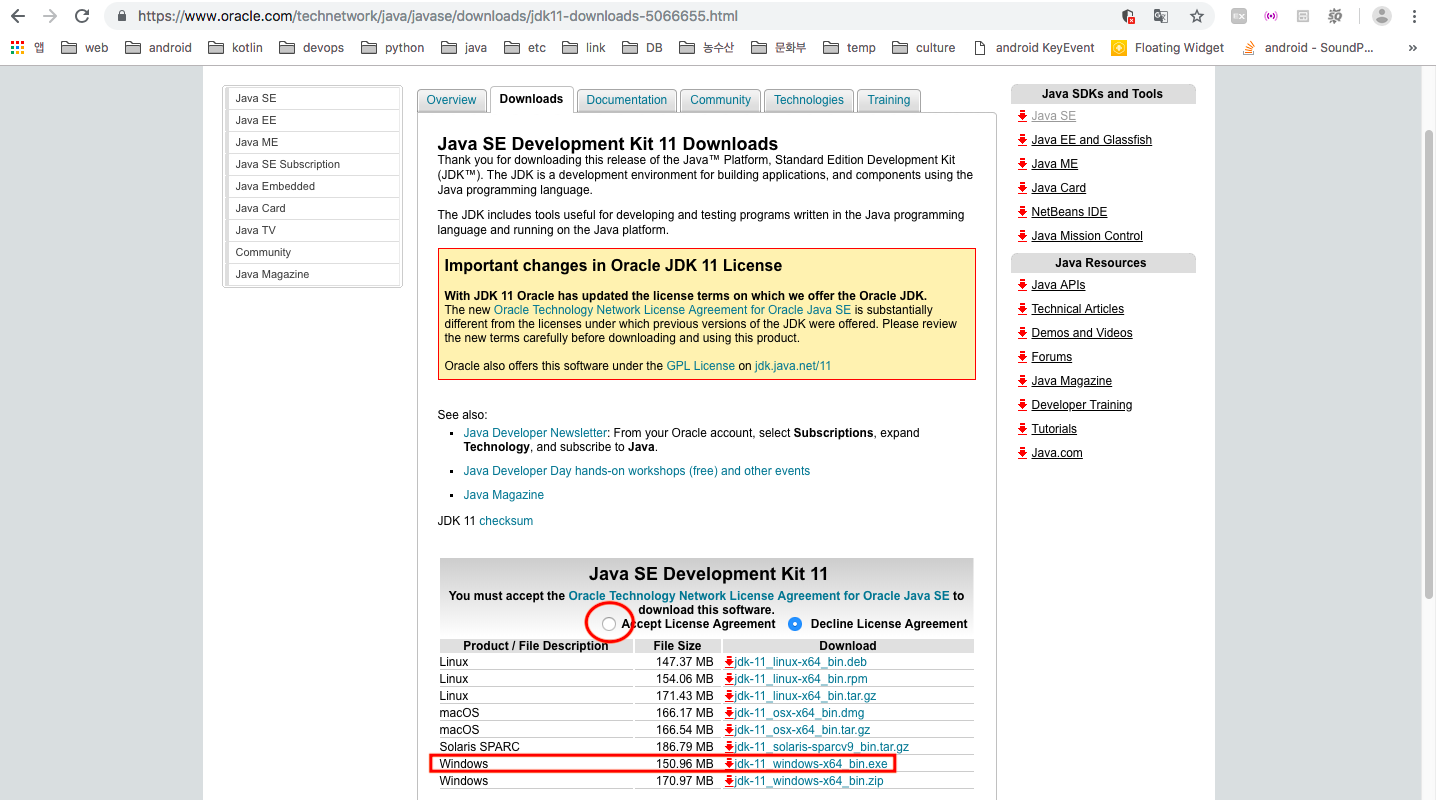 https://www.oracle.com/technetwork/java/javase/downloads/jdk11-downloads-5066655.html
앱 web android kotlin devops python java etc link DB 농수산 문화부 temp culture android KeyEvent Floating Widget android - SoundP... »
Java SE
Java EE
Java ME
Java SE Subscription
Java Embedded
Java Card
Java TV
Community
Java Magazine
Overview Downloads Documentation Community Technologies Training
Java SE Development Kit 11 Downloads
Thank you for downloading this release of the Java™ Platform, Standard Edition Development Kit
(JDK™). The JDK is a development environment for building applications, and components using the
Java programming language.
The JDK includes tools useful for developing and testing programs written in the Java programming
language and running on the Java platform.
Important changes in Oracle JDK 11 License
With JDK 11 Oracle has updated the license terms on which we offer the Oracle JDK.
The new Oracle Technology Network License Agreement for Oracle Java SE is substantially
different from the licenses under which previous versions of the JDK were offered. Please review
the new terms carefully before downloading and using this product.
Oracle also offers this software under the GPL License on jdk.java.net/11
See also:
Java Developer Newsletter: From your Oracle account, select Subscriptions, expand
Technology, and subscribe to Java.
Java Developer Day hands-on workshops (free) and other events
Java Magazine
JDK 11 checksum
Java SE Development Kit 11
You must accept the Oracle Technology Network License Agreement for Oracle Java SE to
download this software.
Accept License Agreement Decline License Agreement
Product / File Description File Size Download
Linux 147.37 MB jdk-11_linux-x64_bin.deb
Linux 154.06 MB jdk-11_linux-x64_bin.rpm
Linux 171.43 MB jdk-11_linux-x64_bin.tar.gz
macOS 166.17 MB jdk-11_osx-x64_bin.dmg
macOS 166.54 MB jdk-11_osx-x64_bin.tar.gz
Solaris SPARC 186.79 MB jdk-11_solaris-sparcv9_bin.tar.gz
Windows 150.96 MB jdk-11_windows-x64_bin.exe
Windows 170.97 MB jdk-11_windows-x64_bin.zip
Java SDKs and Tools
Java SE
Java EE and Glassfish
Java ME
Java Card
NetBeans IDE
Java Mission Control
Java Resources
Java APIs
Technical Articles
Demos and Videos
Forums
Java Magazine
Developer Training
Tutorials
Java.com